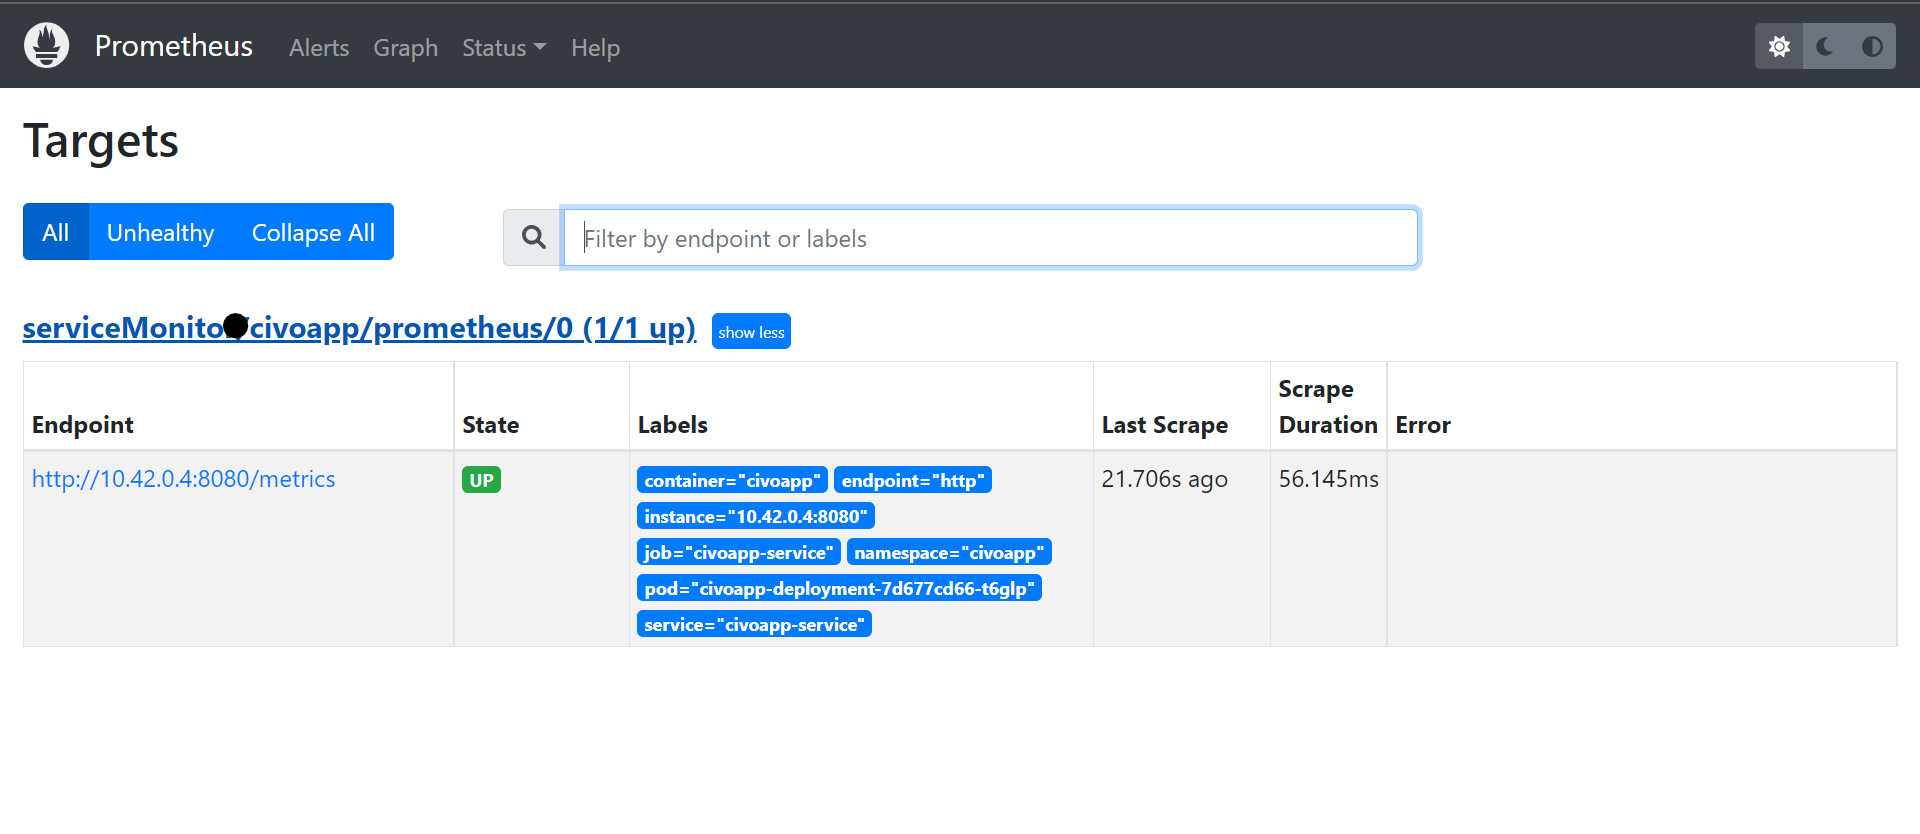 Prometheus Alerts Graph Status Help
Targets
All Unhealthy Collapse All
Filter by endpoint or labels
civoapp/prometheus/0 (1/1 up) show less
Endpoint State Labels Last Scrape Scrape Duration Error
http://10.42.0.4:8080/metrics UP container="civoapp" endpoint="http" 21.706s ago 56.145ms
instance="10.42.0.4:8080"
job="civoapp-service" namespace="civoapp"
pod="civoapp-deployment-7d677cd66-t6glp"
service="civoapp-service"